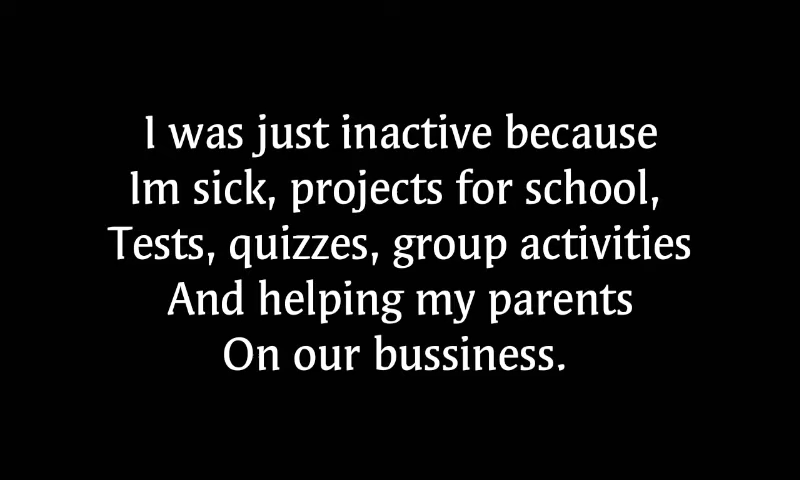 I was just inactive because
Im sick, projects for school,
Tests, quizzes, group activities
And helping my parents
On our bussiness.